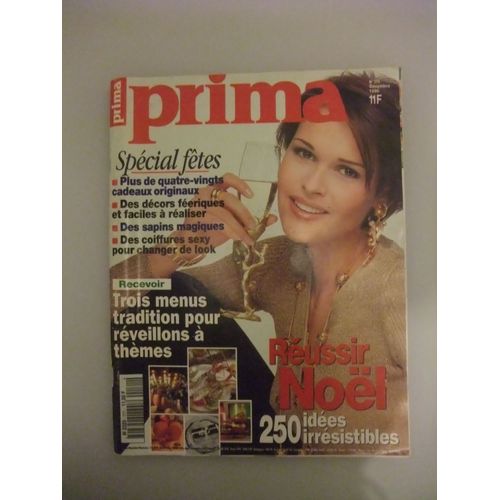 prima
prima
Décembre
11F
Spécial fêtes
Plus de quatre-vingts
cadeaux originaux
Des décors féeriques
et faciles à réaliser
Des sapins magiques
Des coiffures sexy
pour changer de look
Recevoir
Trois menus
tradition pour
réveillons à
thèmes
Réussir
Noël
250 idées
irrésistibles